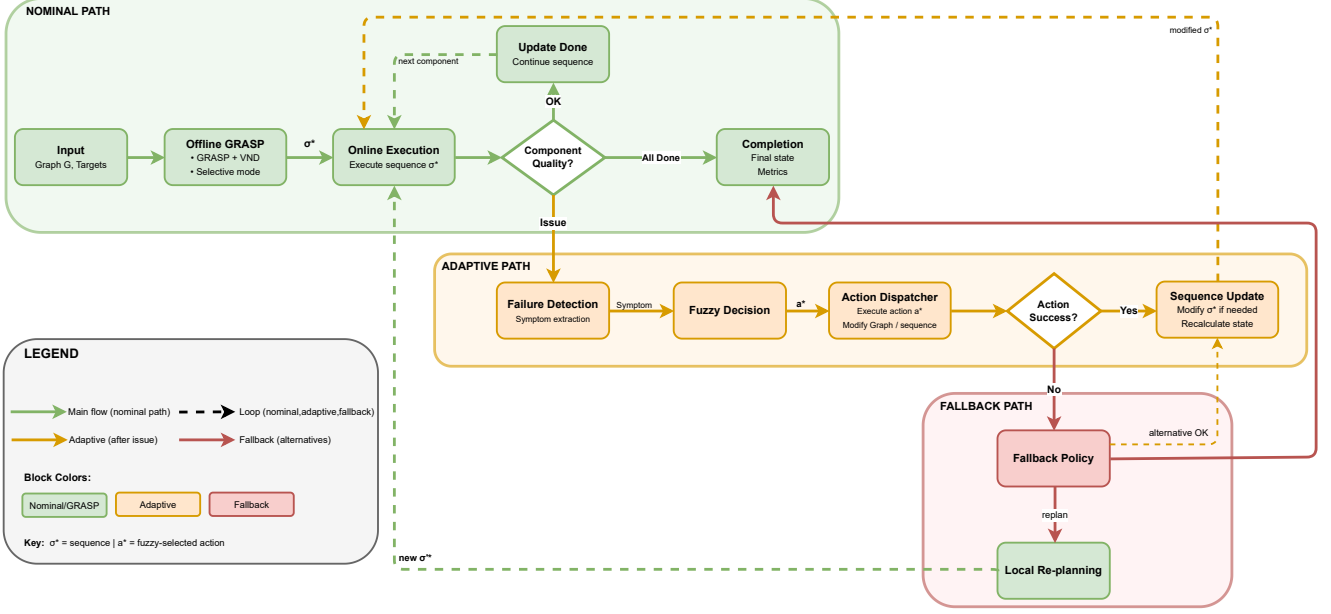 NOMINAL PATH
modified σ*
Update Done
Continue sequence
next component
OK
Input
Graph G, Targets
Offline GRASP
• GRASP + VND
• Selective mode
σ*
Online Execution
Execute sequence σ*
Component
Quality?
All Done
Completion
Final state
Metrics
Issue
ADAPTIVE PATH
Failure Detection
Symptom extraction
Symptom
Fuzzy Decision
a*
Action Dispatcher
Execute action a*
Modify Graph / sequence
Action
Success?
Yes
Sequence Update
Modify σ* if needed
Recalculate state
No
FALLBACK PATH
alternative OK
Fallback Policy
replan
Local Re-planning
new σ'*
LEGEND
Main flow (nominal path)
Loop (nominal,adaptive,fallback)
Adaptive (after issue)
Fallback (alternatives)
Block Colors:
Nominal/GRASP
Adaptive
Fallback
Key: σ* = sequence | a* = fuzzy-selected action